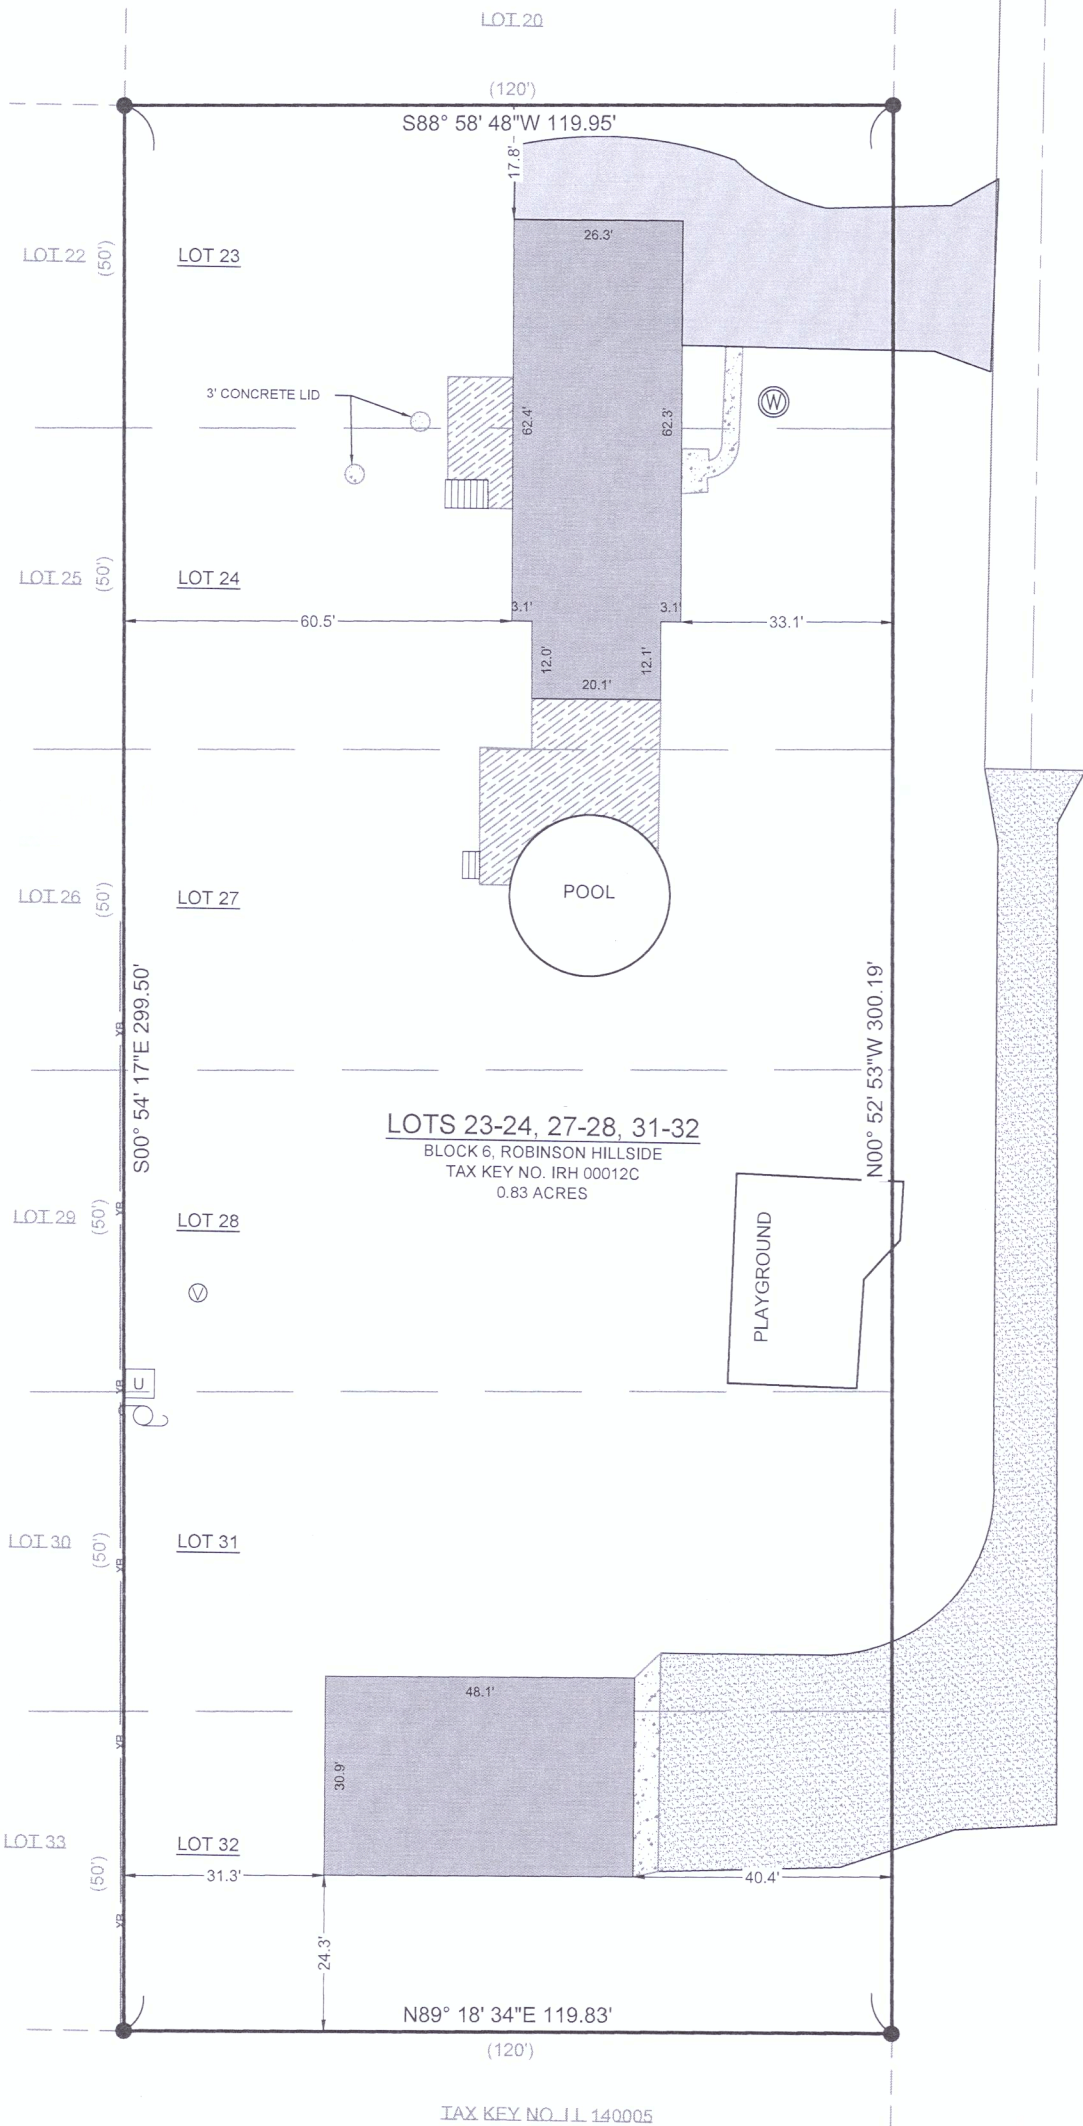 LOT 20
(120')
S88° 58' 48"W 119.95'
17.8'
26.3'
LOT 22
(50')
LOT 23
3' CONCRETE LID
62.4'
62.3'
W
LOT 25
(50')
LOT 24
60.5'
3.1'
3.1'
33.1'
12.0'
12.1'
20.1'
LOT 26
(50')
LOT 27
POOL
S00° 54' 17"E 299.50'
N00° 52' 53"W 300.19'
LOTS 23-24, 27-28, 31-32
BLOCK 6, ROBINSON HILLSIDE
TAX KEY NO. IRH 00012C
0.83 ACRES
LOT 29
(50')
LOT 28
PLAYGROUND
V
U
LOT 30
(50')
LOT 31
48.1'
30.9'
LOT 33
(50')
LOT 32
31.3'
40.4'
24.3'
N89° 18' 34"E 119.83'
(120')
TAX KEY NO. I L 140005